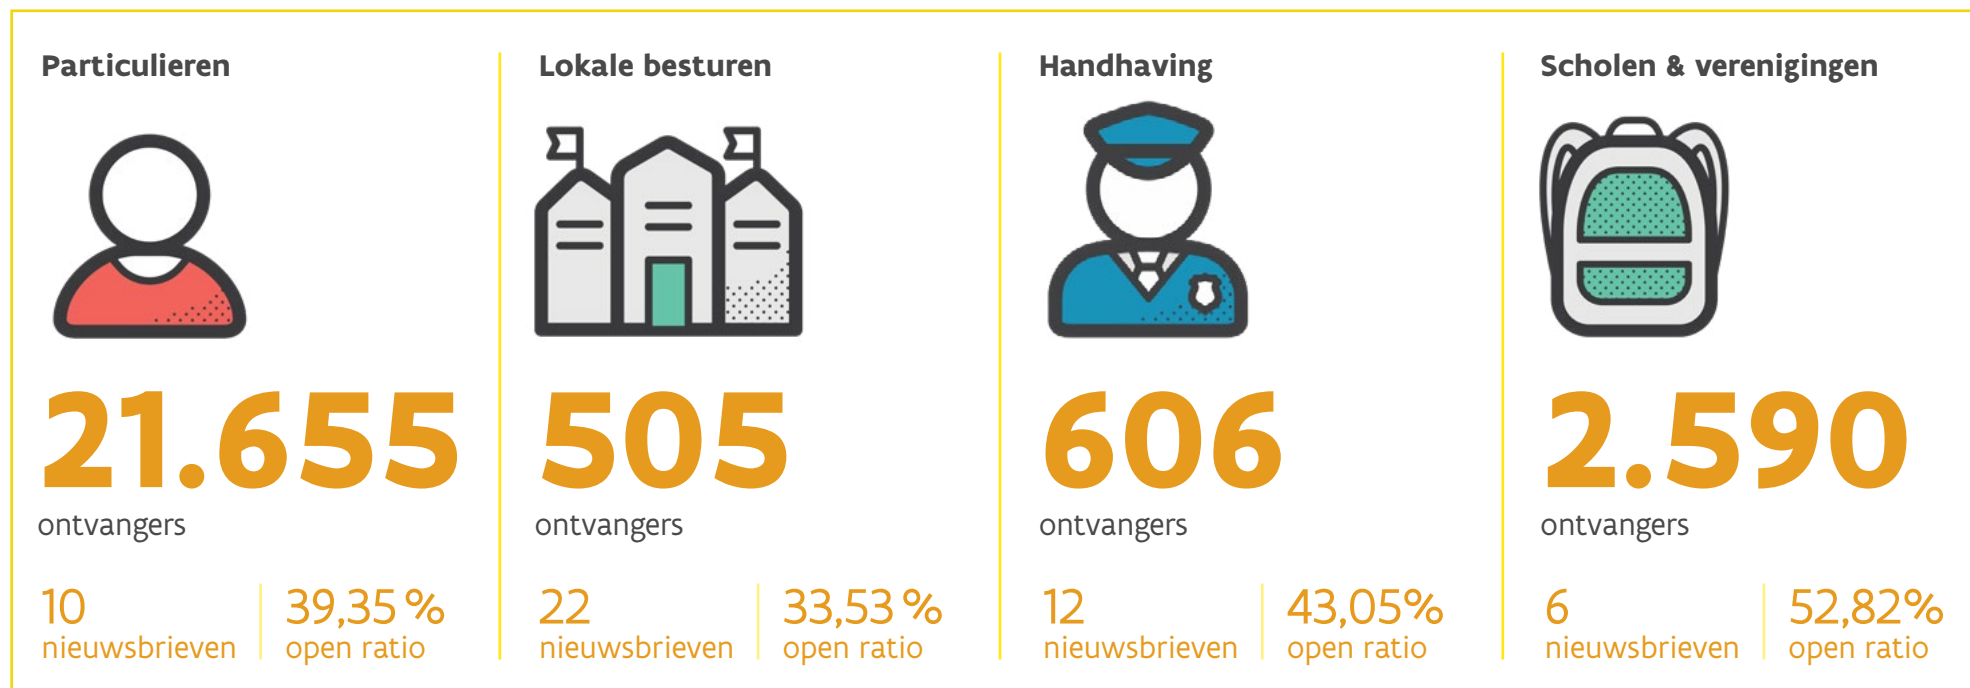 Particulieren
21.655
ontvangers
10
nieuwsbrieven
39,35 %
open ratio
Lokale besturen
505
ontvangers
22
nieuwsbrieven
33,53 %
open ratio
Handhaving
606
ontvangers
12
nieuwsbrieven
43,05%
open ratio
Scholen & verenigingen
2.590
ontvangers
6
nieuwsbrieven
52,82%
open ratio